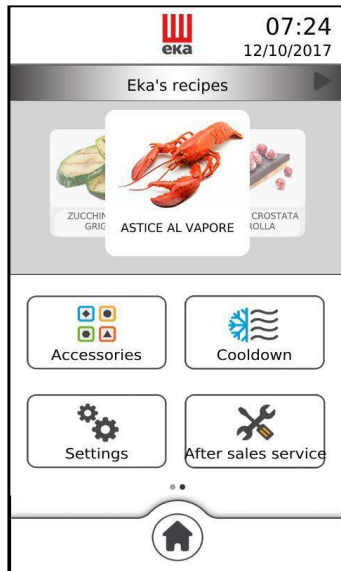 eka
07:24
12/10/2017
Eka's recipes
ZUCCHIN
GRIG
ASTICE AL VAPORE
CROSTATA
ROLLA
Accessories
Cooldown
Settings
After sales service